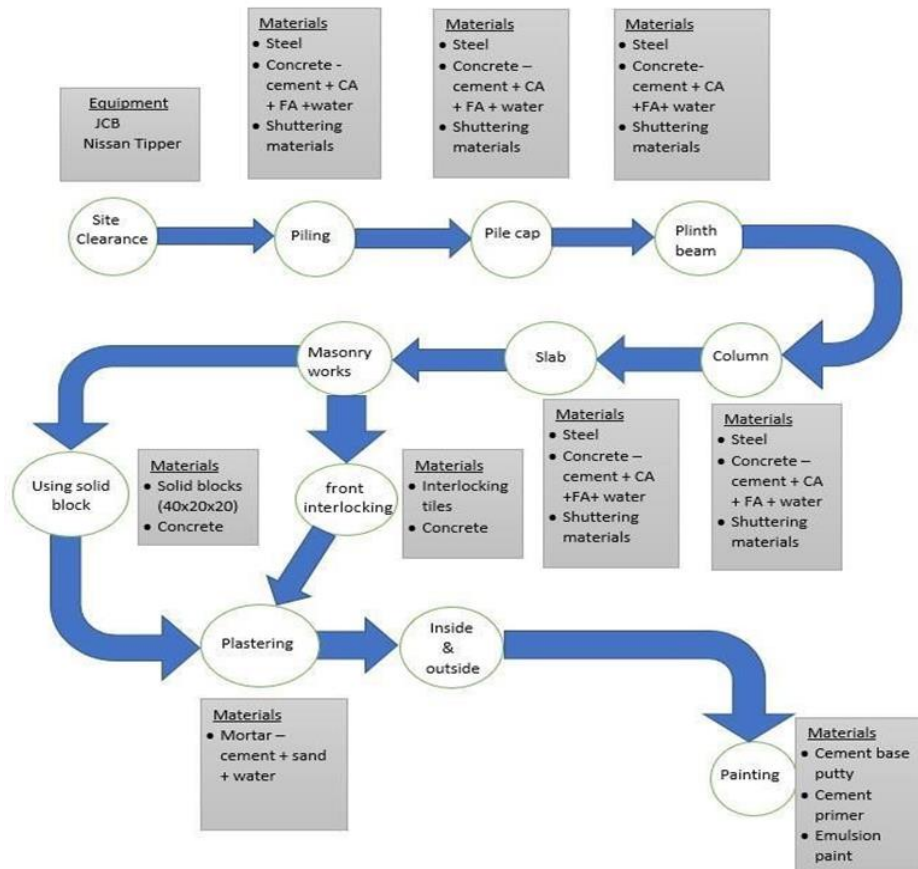 Materials
• Steel
• Concrete -
cement + CA
+ FA +water
• Shuttering
materials
Materials
• Steel
• Concrete –
cement + CA
+ FA + water
• Shuttering
materials
Materials
• Steel
• Concrete-
cement + CA
+FA+ water
• Shuttering
materials
Equipment
JCB
Nissan Tipper
Site
Clearance
Piling
Pile cap
Plinth
beam
Masonry
works
Slab
Column
Materials
• Steel
• Concrete –
cement + CA
+FA+ water
• Shuttering
materials
Materials
• Steel
• Concrete –
cement + CA
+ FA + water
• Shuttering
materials
Using solid
block
Materials
• Solid blocks
(40x20x20)
• Concrete
front
interlocking
Materials
• Interlocking
tiles
• Concrete
Plastering
Inside
&
outside
Materials
• Mortar –
cement + sand
+ water
Painting
Materials
• Cement base
putty
• Cement
primer
• Emulsion
paint